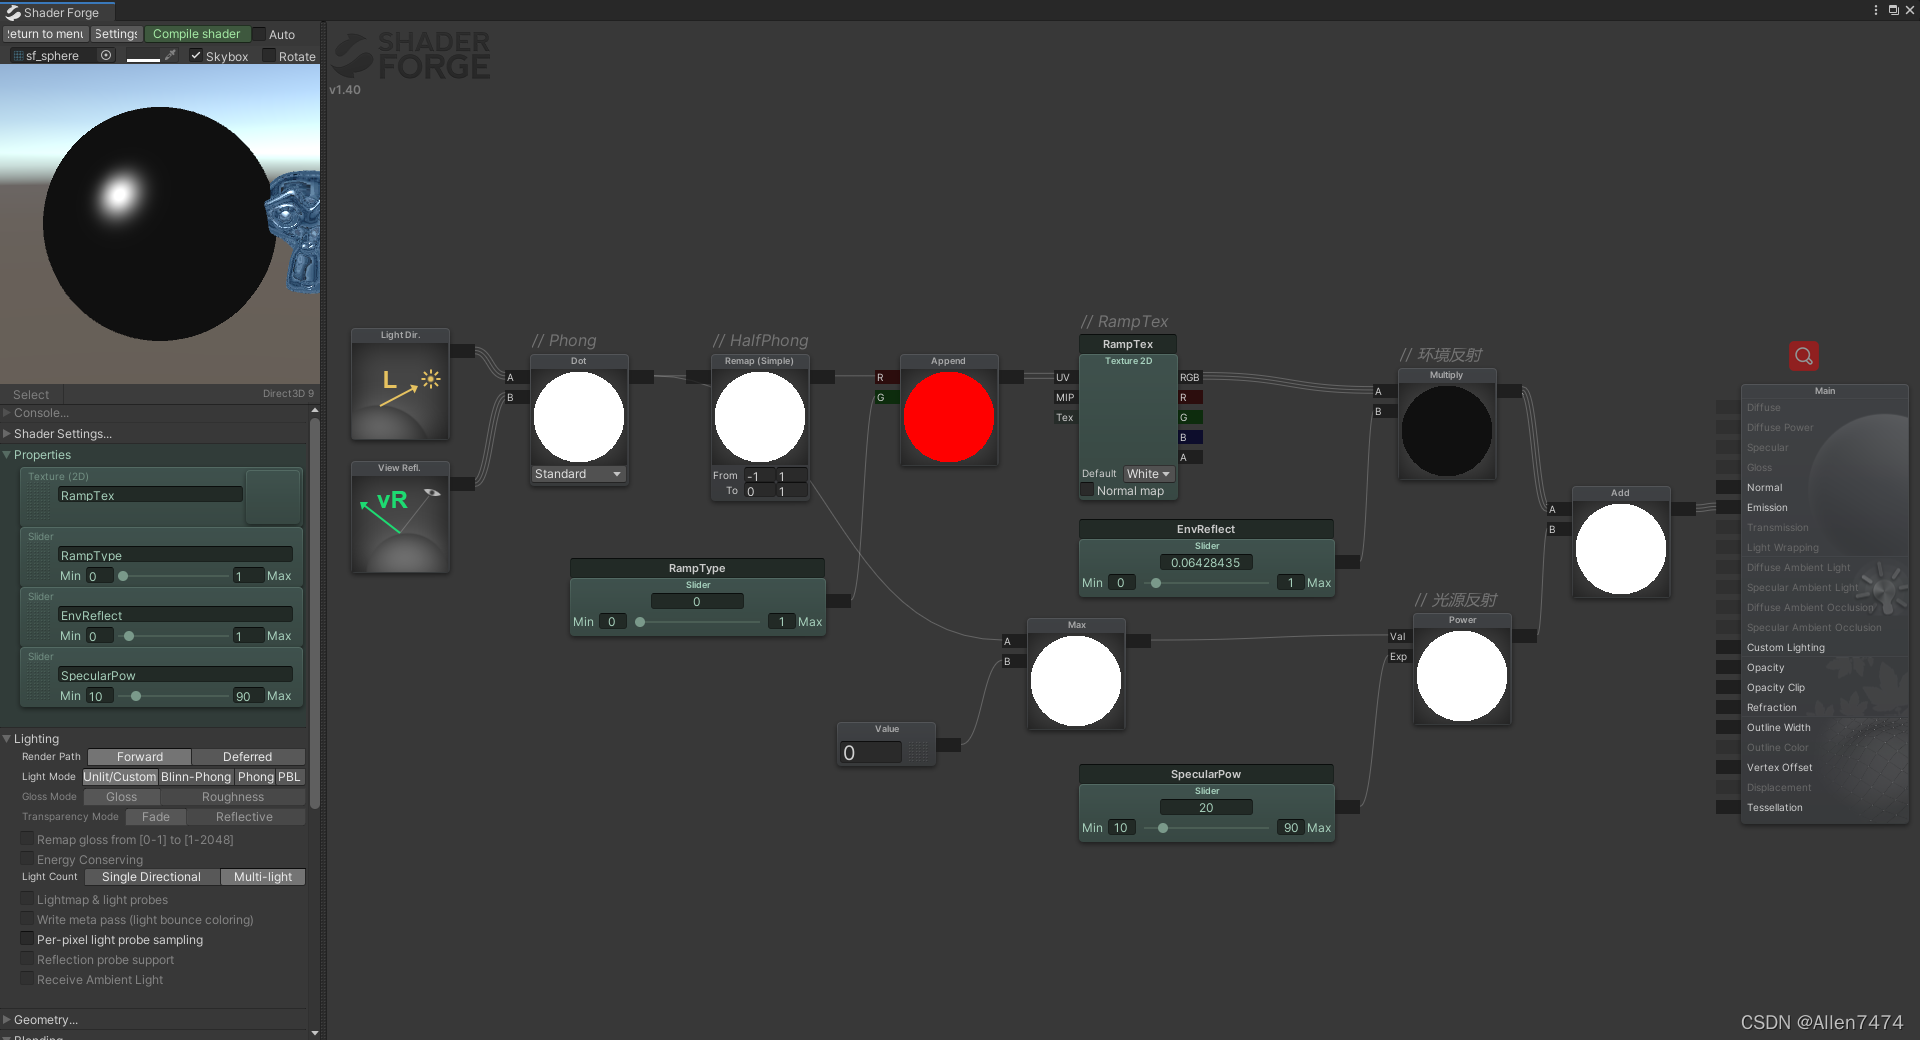 Shader Forge
Return to menu Settings Compile shader Auto
sf_sphere Skybox Rotate
SHADER
FORGE
v1.40
Select Direct3D 9
Console...
Shader Settings...
Properties
Texture (2D)
RampTex
Slider
RampType
Min 0 1 Max
Slider
EnvReflect
Min 0 1 Max
Slider
SpecularPow
Min 10 90 Max
Lighting
Render Path Forward Deferred
Light Mode Unlit/Custom Blinn-Phong Phong PBL
Gloss Mode Gloss Roughness
Transparency Mode Fade Reflective
Remap gloss from [0-1] to [1-2048]
Energy Conserving
Light Count Single Directional Multi-light
Lightmap & light probes
Write meta pass (light bounce coloring)
Per-pixel light probe sampling
Reflection probe support
Receive Ambient Light
Geometry...
Blending
Light Dir.
L
View Refl.
vR
// Phong
Dot
A
B
Standard
// HalfPhong
Remap (Simple)
From -1 1
To 0 1
Append
R
G
// RampTex
RampTex
Texture 2D
UV RGB
MIP R
Tex G
B
A
Default White
Normal map
RampType
Slider
0
Min 0 1 Max
EnvReflect
Slider
0.06428435
Min 0 1 Max
Max
A
B
Value
0
SpecularPow
Slider
20
Min 10 90 Max
// 环境反射
Multiply
A
B
// 光源反射
Power
Val
Exp
Add
A
B
Main
Diffuse
Diffuse Power
Specular
Gloss
Normal
Emission
Transmission
Light Wrapping
Diffuse Ambient Light
Specular Ambient Light
Diffuse Ambient Occlusion
Specular Ambient Occlusion
Custom Lighting
Opacity
Opacity Clip
Refraction
Outline Width
Outline Color
Vertex Offset
Displacement
Tessellation
CSDN @Allen7474